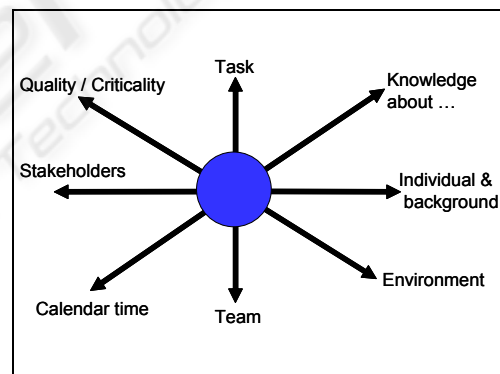 Task
Quality / Criticality
Knowledge
about ...
Stakeholders
Individual &
background
Environment
Calendar time
Team